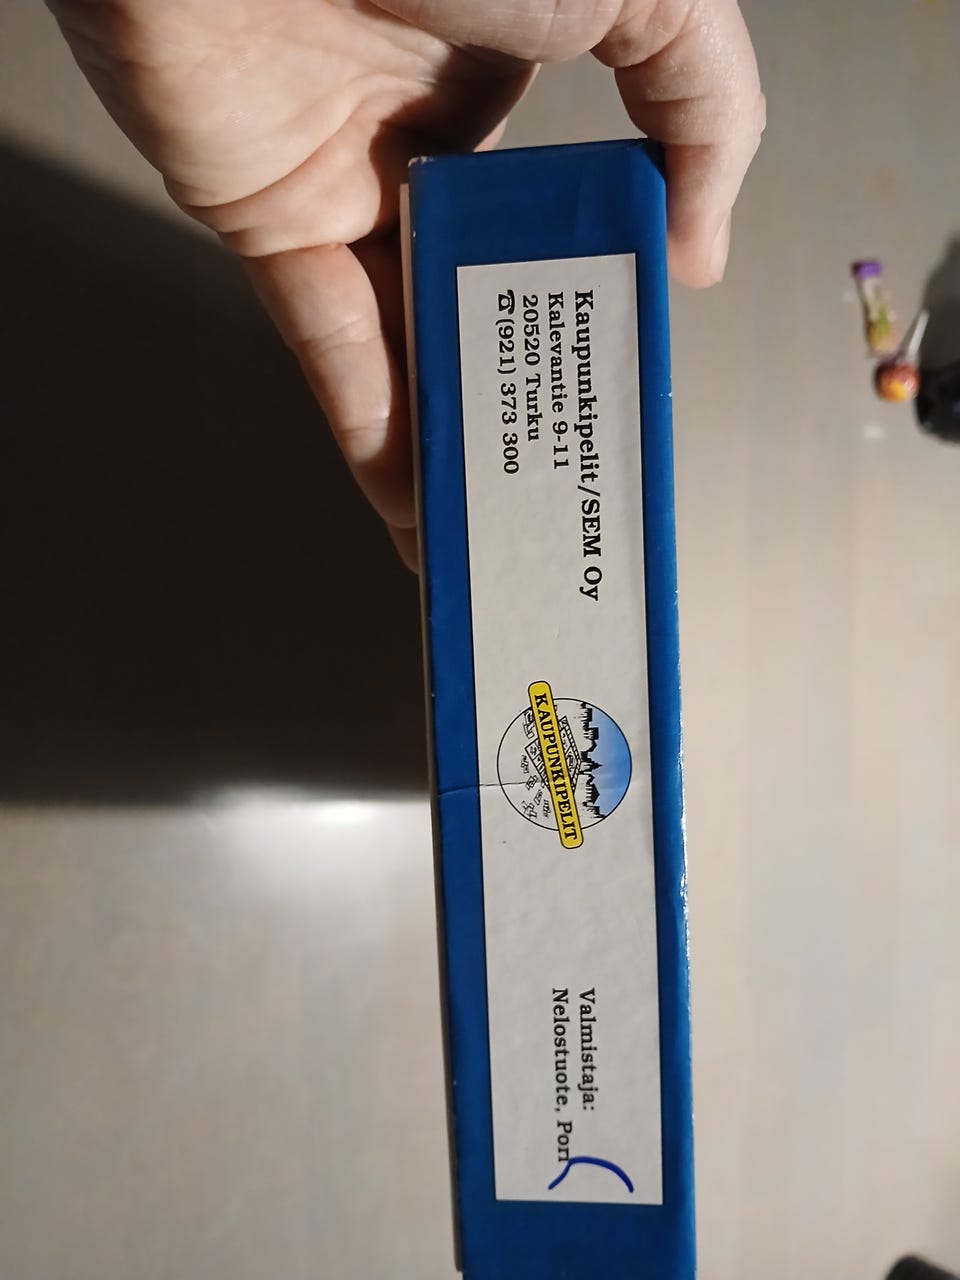 Kaupunkipelit/SEM Oy
Kalevantie 9-11
20520 Turku
☎(921) 373 300
KAUPUNKIPELIT
Valmistaja:
Nelostuote, Pori